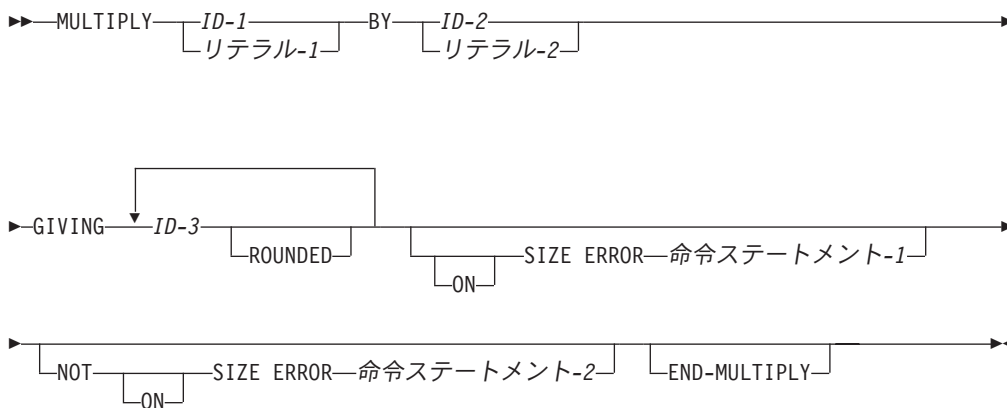 MULTIPLY ID-1 BY ID-2
リテラル-1 リテラル-2
GIVING ID-3
ROUNDED SIZE ERROR 命令ステートメント-1
ON
NOT SIZE ERROR 命令ステートメント-2 END-MULTIPLY
ON